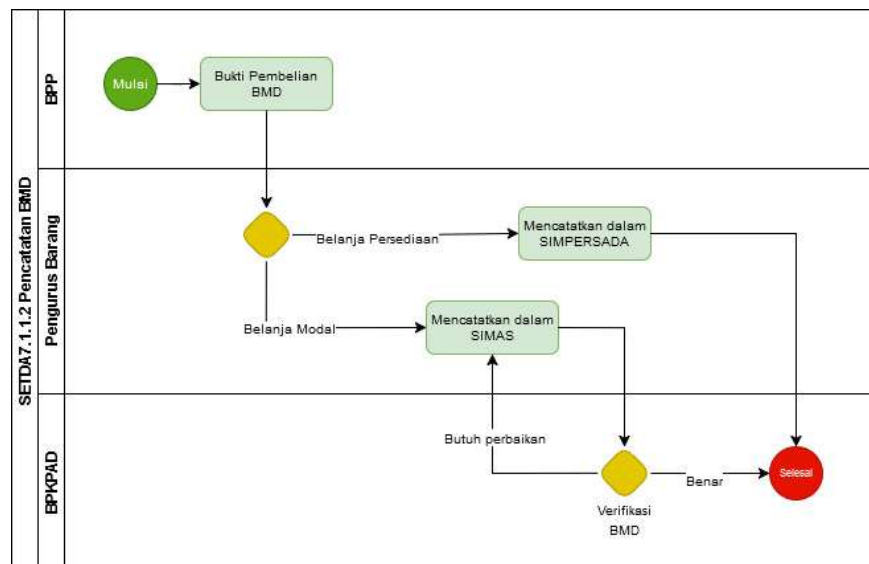 SETDA7.1.1.2 Pencatatan BMD
BPP
Mulai
Bukti Pembelian
BMD
Pengurus Barang
Belanja Persediaan
Mencatatkan dalam
SIMPERSADA
Belanja Modal
Mencatatkan dalam
SIMAS
BPKPAD
Butuh perbaikan
Verifikasi
BMD
Benar
Selesai